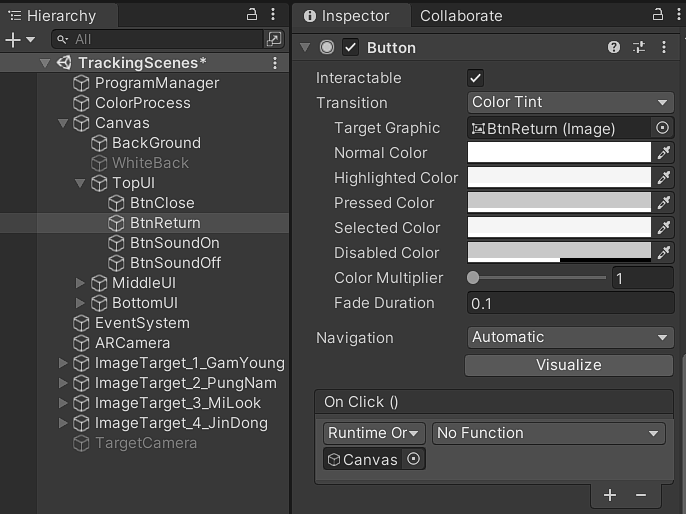 Hierarchy
All
TrackingScenes*
ProgramManager
ColorProcess
Canvas
BackGround
WhiteBack
TopUI
BtnClose
BtnReturn
BtnSoundOn
BtnSoundOff
MiddleUI
BottomUI
EventSystem
ARCamera
ImageTarget_1_GamYoung
ImageTarget_2_PungNam
ImageTarget_3_MiLook
ImageTarget_4_JinDong
TargetCamera
Inspector Collaborate
Button
Interactable
Transition Color Tint
Target Graphic BtnReturn (Image)
Normal Color
Highlighted Color
Pressed Color
Selected Color
Disabled Color
Color Multiplier 1
Fade Duration 0.1
Navigation Automatic
Visualize
On Click ()
Runtime Or No Function
Canvas